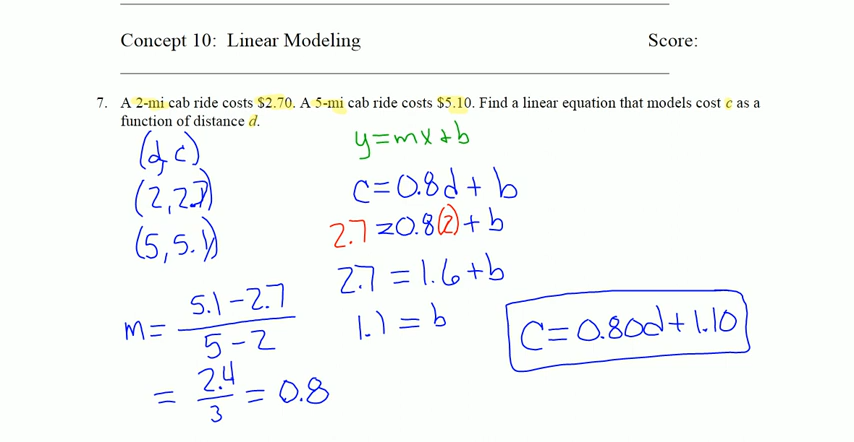 Concept 10: Linear Modeling Score:
7. A 2-mi cab ride costs $2.70. A 5-mi cab ride costs $5.10. Find a linear equation that models cost c as a
function of distance d.
(d, c)
(2, 2.7)
(5, 5.1)
m = (5.1 - 2.7) / (5 - 2)
= 2.4 / 3 = 0.8
y = mx + b
c = 0.8d + b
2.7 = 0.8(2) + b
2.7 = 1.6 + b
1.1 = b
C = 0.80d + 1.10